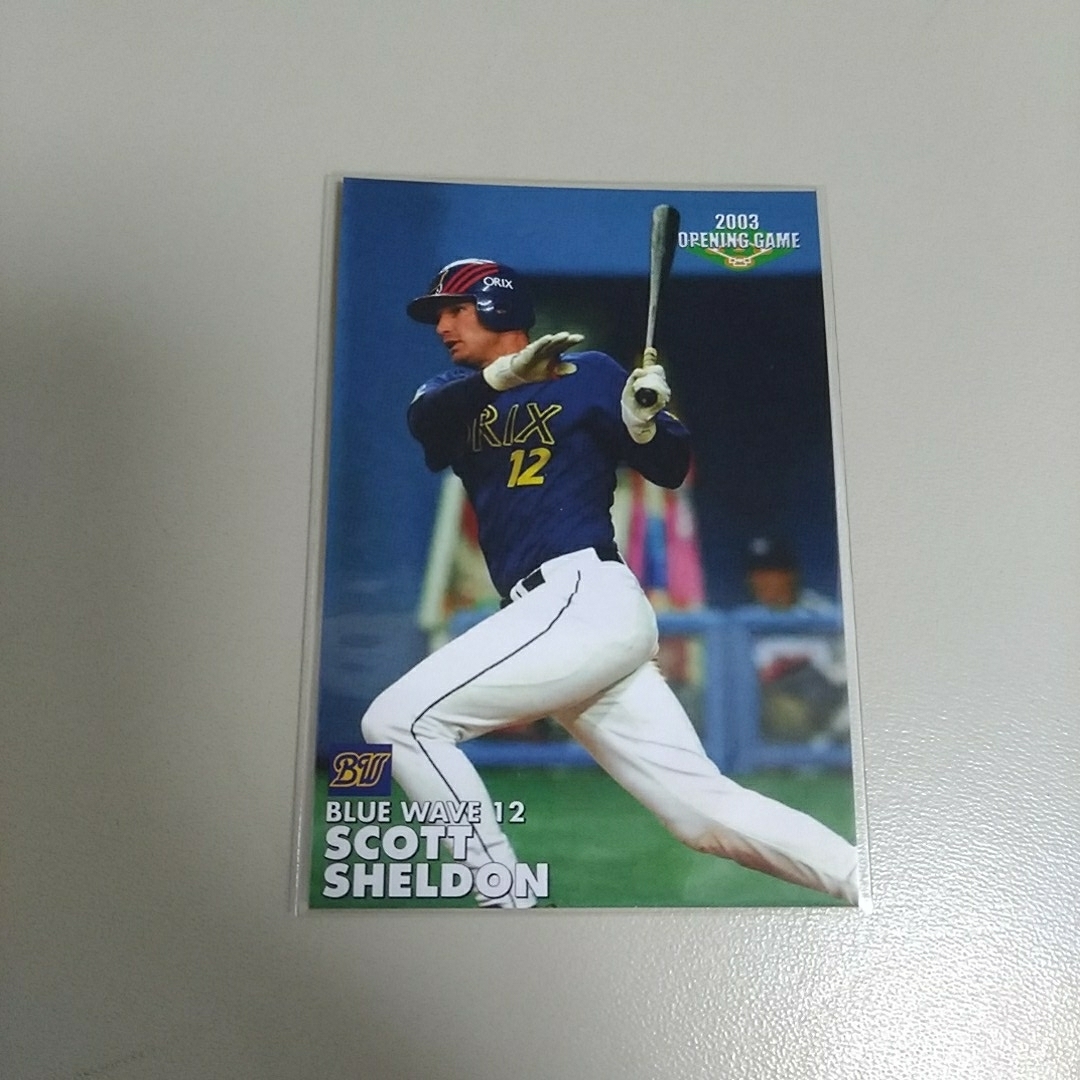 2003
OPENING GAME
ORIX
RIX
12
BW
BLUE WAVE 12
SCOTT
SHELDON